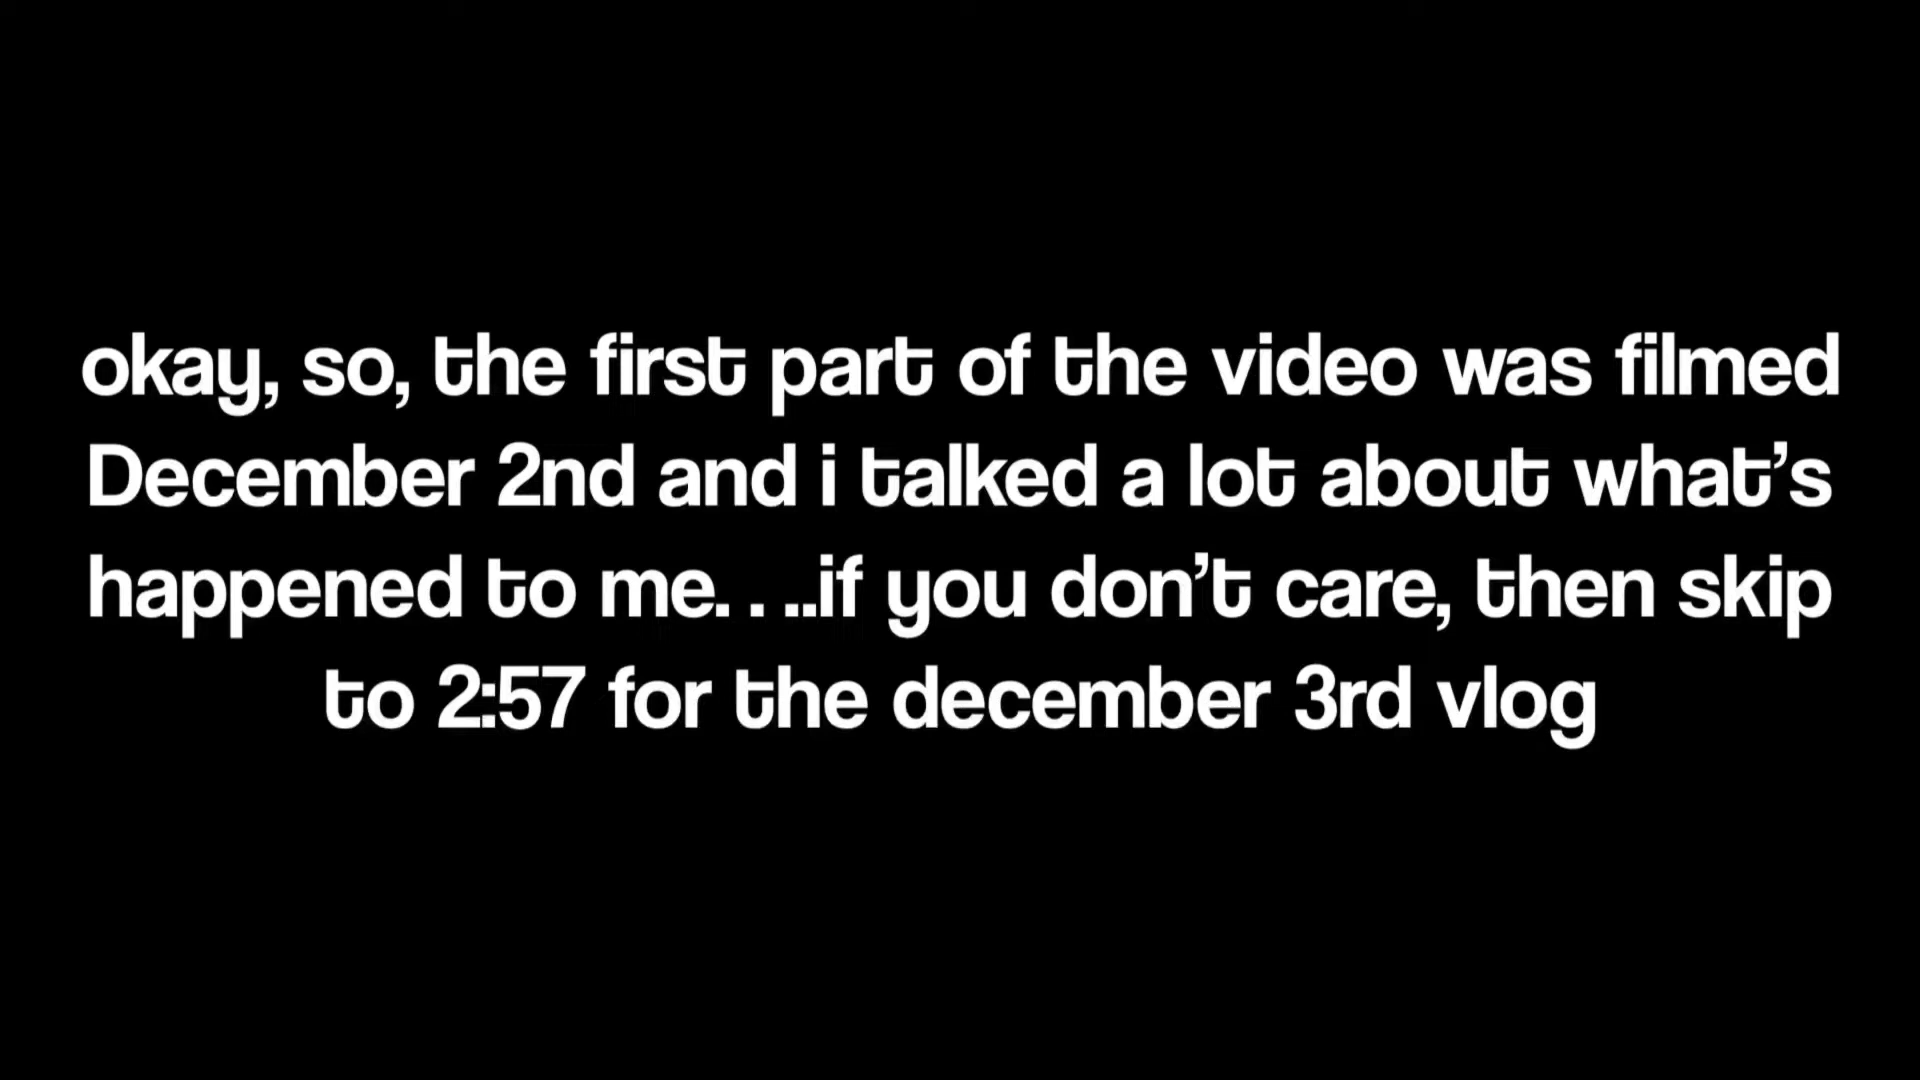 okay, so, the first part of the video was filmed
December 2nd and i talked a lot about what’s
happened to me. . ..if you don’t care, then skip
to 2:57 for the december 3rd vlog